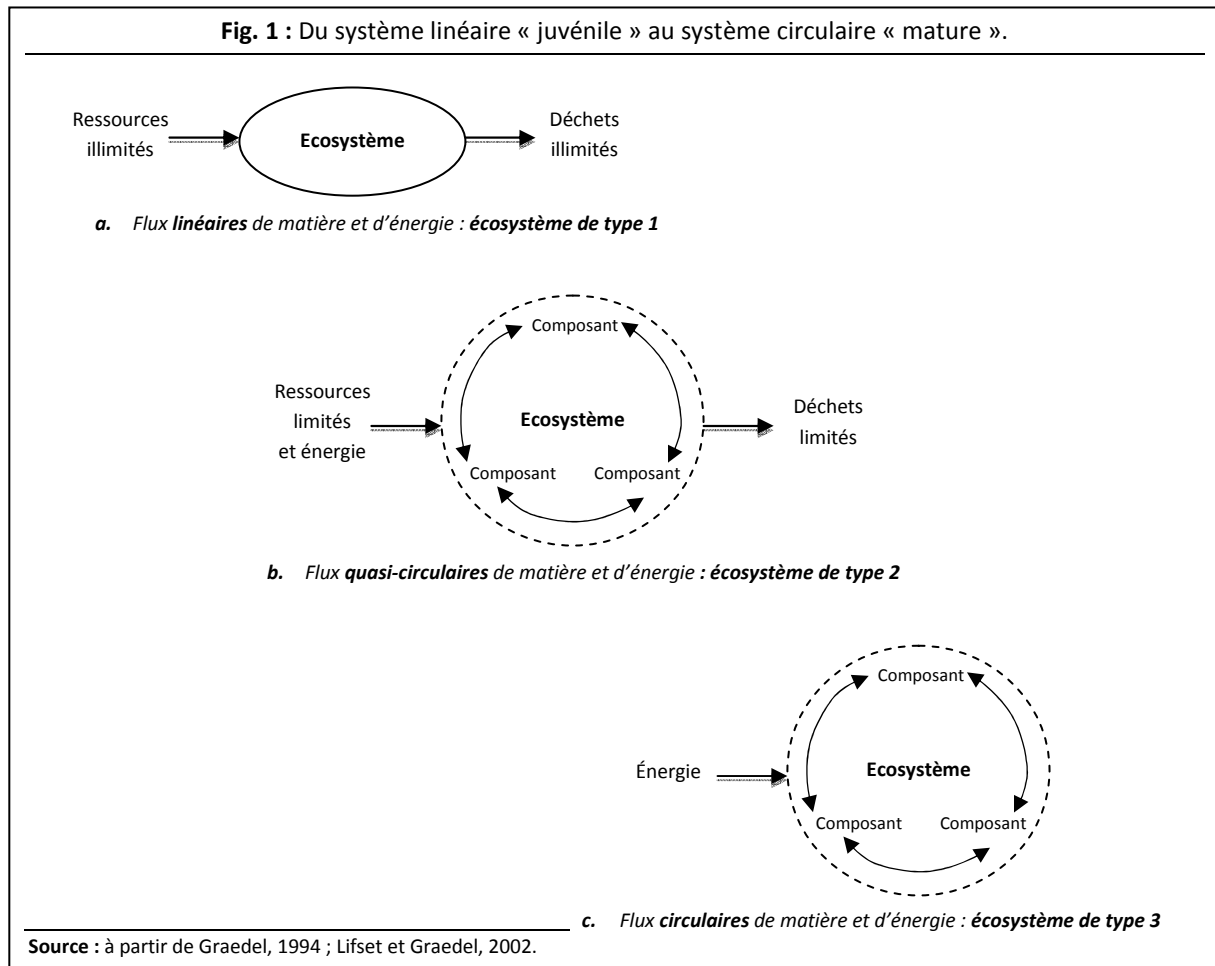 Fig. 1 : Du système linéaire « juvénile » au système circulaire « mature ».
Ressources
illimités
Ecosystème
Déchets
illimités
a. Flux linéaires de matière et d'énergie : écosystème de type 1
Composant
Ressources
limités
et énergie
Ecosystème
Déchets
limités
Composant
Composant
b. Flux quasi-circulaires de matière et d'énergie : écosystème de type 2
Composant
Énergie
Ecosystème
Composant
Composant
c. Flux circulaires de matière et d'énergie : écosystème de type 3
Source : à partir de Graedel, 1994 ; Lifset et Graedel, 2002.